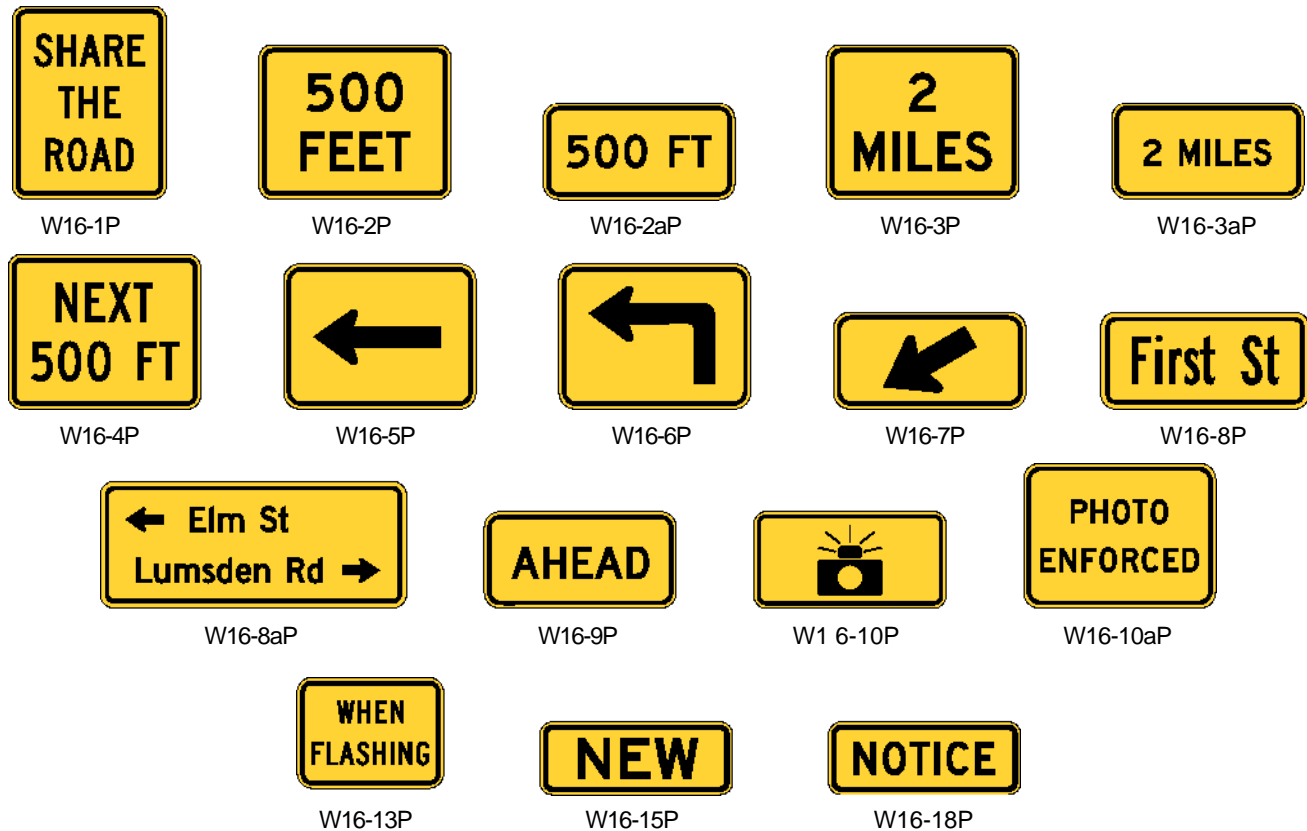 SHARE
THE
ROAD
500
FEET
500 FT
2
MILES
2 MILES
W16-1P
W16-2P
W16-2aP
W16-3P
W16-3aP
NEXT
500 FT
First St
W16-4P
W16-5P
W16-6P
W16-7P
W16-8P
Elm St
Lumsden Rd
AHEAD
PHOTO
ENFORCED
W16-8aP
W16-9P
W1 6-10P
W16-10aP
WHEN
FLASHING
NEW
NOTICE
W16-13P
W16-15P
W16-18P